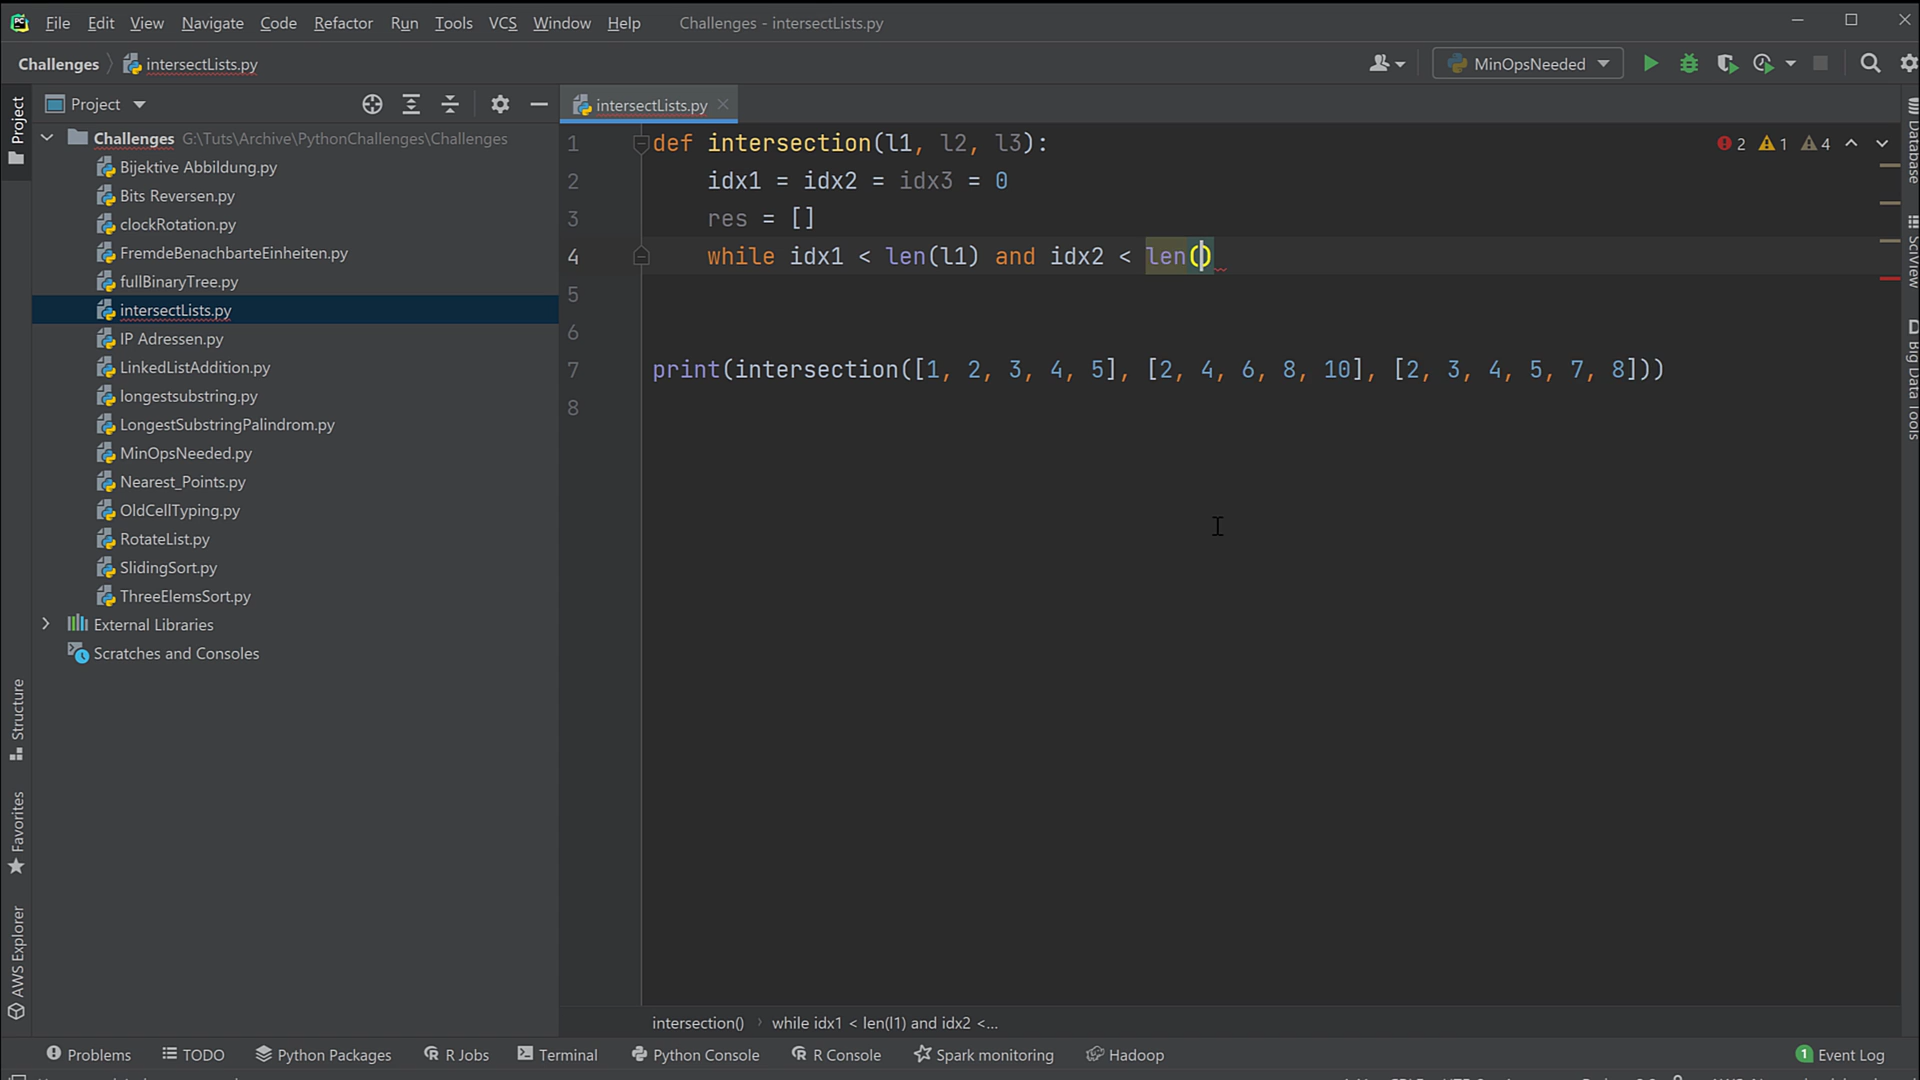 File Edit View Navigate Code Refactor Run Tools VCS Window Help Challenges - intersectLists.py
Challenges intersectLists.py MinOpsNeeded
Project
Project
intersectLists.py
Challenges G:\Tuts\Archive\PythonChallenges\Challenges
Bijektive Abbildung.py
Bits Reversen.py
clockRotation.py
FremdeBenachbarteEinheiten.py
fullBinaryTree.py
intersectLists.py
IP Adressen.py
LinkedListAddition.py
longestsubstring.py
LongestSubstringPalindrom.py
MinOpsNeeded.py
Nearest_Points.py
OldCellTyping.py
RotateList.py
SlidingSort.py
ThreeElemsSort.py
External Libraries
Scratches and Consoles
Structure
Favorites
AWS Explorer
1 def intersection(l1, l2, l3):
2 idx1 = idx2 = idx3 = 0
3 res = []
4 while idx1 < len(l1) and idx2 < len()
5
6
7 print(intersection([1, 2, 3, 4, 5], [2, 4, 6, 8, 10], [2, 3, 4, 5, 7, 8]))
8
2 1 4
Database
SciView
D Big Data Tools
intersection() while idx1 < len(l1) and idx2 <...
Problems TODO Python Packages R Jobs Terminal Python Console R Console Spark monitoring Hadoop 1 Event Log